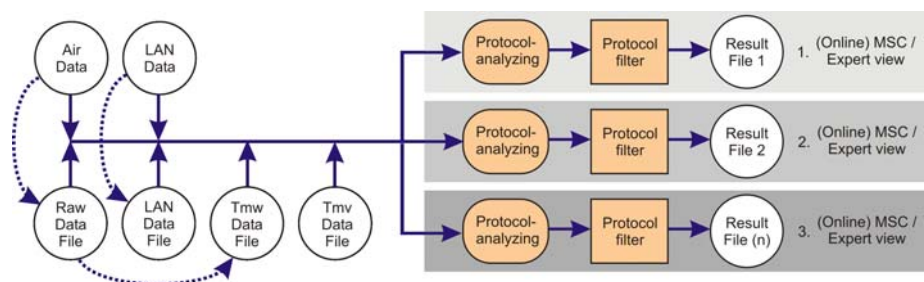 Air
Data
LAN
Data
Raw
Data
File
LAN
Data
File
Tmw
Data
File
Tmv
Data
File
Protocol-
analyzing
Protocol
filter
Result
File 1
1. (Online) MSC /
Expert view
Protocol-
analyzing
Protocol
filter
Result
File 2
2. (Online) MSC /
Expert view
Protocol-
analyzing
Protocol
filter
Result
File (n)
3. (Online) MSC /
Expert view